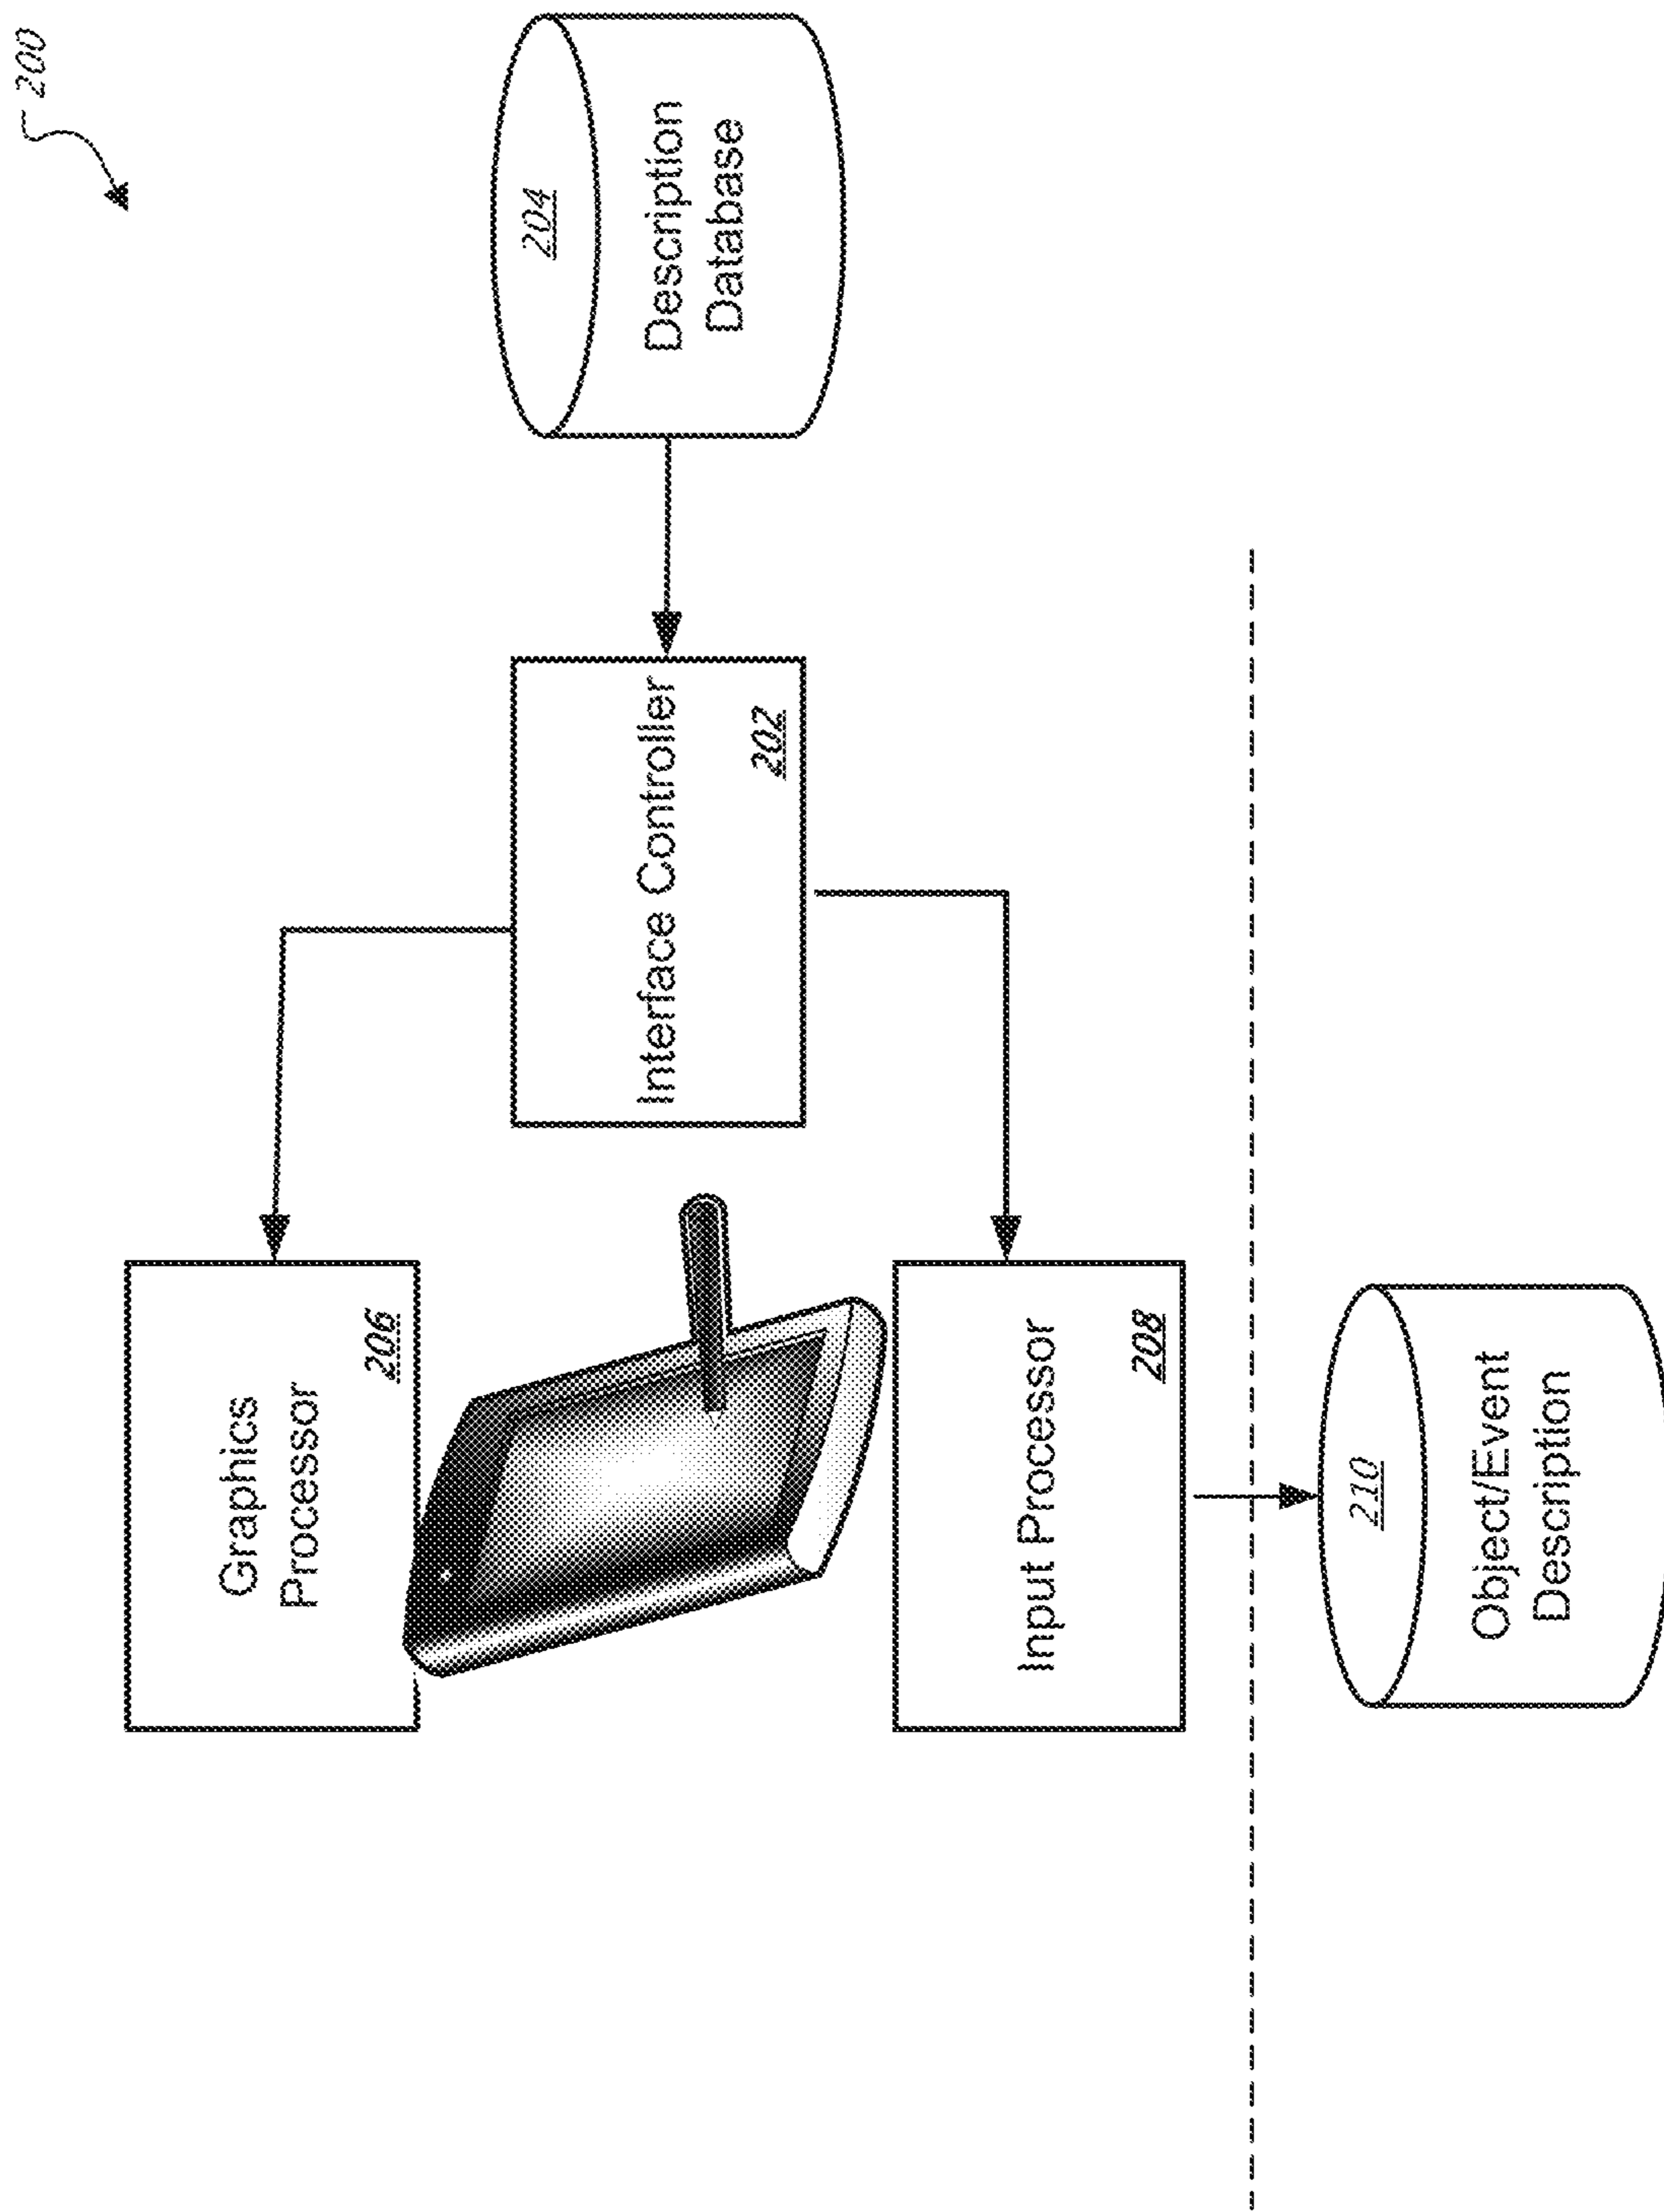 200
204
Description
Database
Interface Controller
202
Graphics
Processor
206
Input Processor
208
210
Object/Event
Description